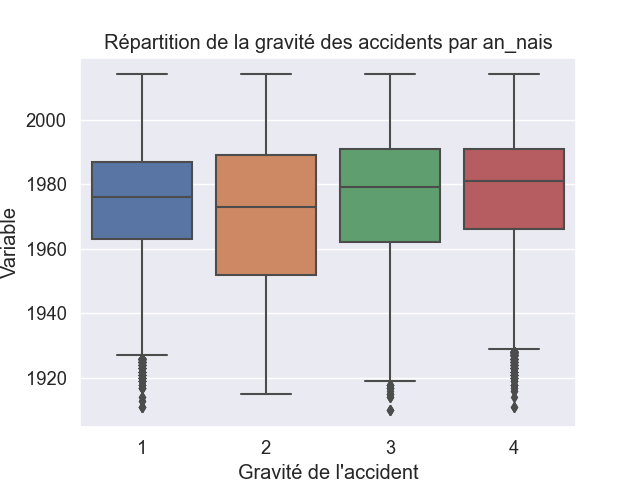 Répartition de la gravité des accidents par an_nais
2000
1980
1960
1940
1920
Variable
1 2 3 4
Gravité de l'accident